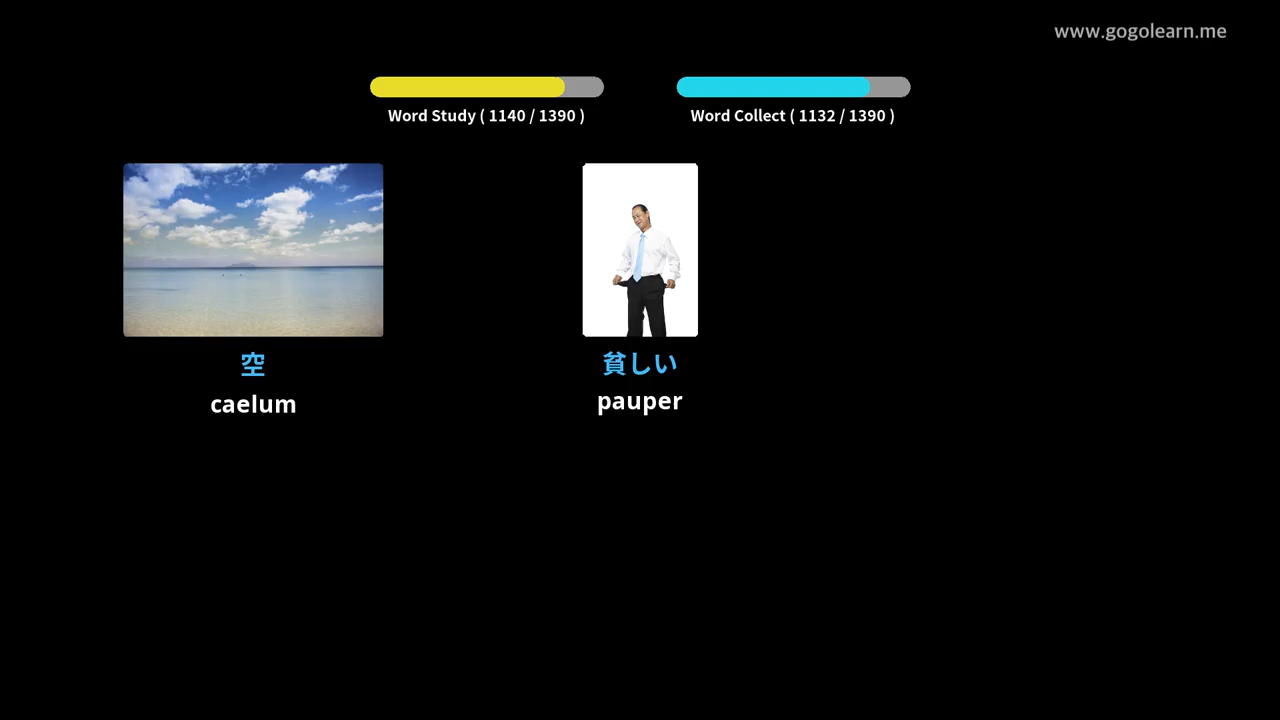 www.gogolearn.me
Word Study ( 1140 / 1390 )
Word Collect ( 1132 / 1390 )
空
caelum
貧しい
pauper